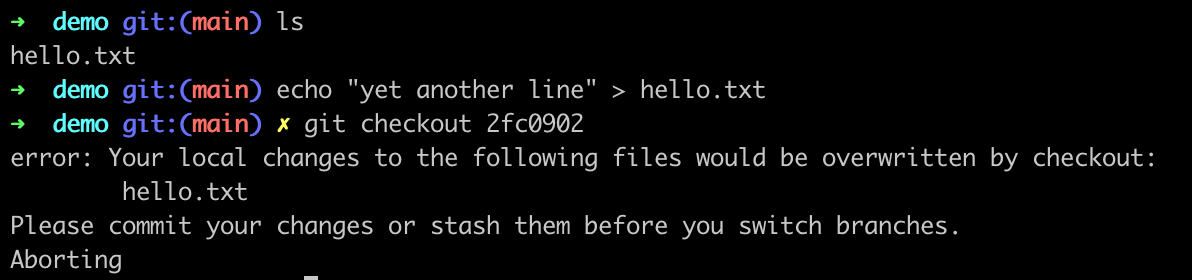 ➜  demo git:(main) ls
hello.txt
➜  demo git:(main) echo "yet another line" > hello.txt
➜  demo git:(main) ✗ git checkout 2fc0902
error: Your local changes to the following files would be overwritten by checkout:
        hello.txt
Please commit your changes or stash them before you switch branches.
Aborting